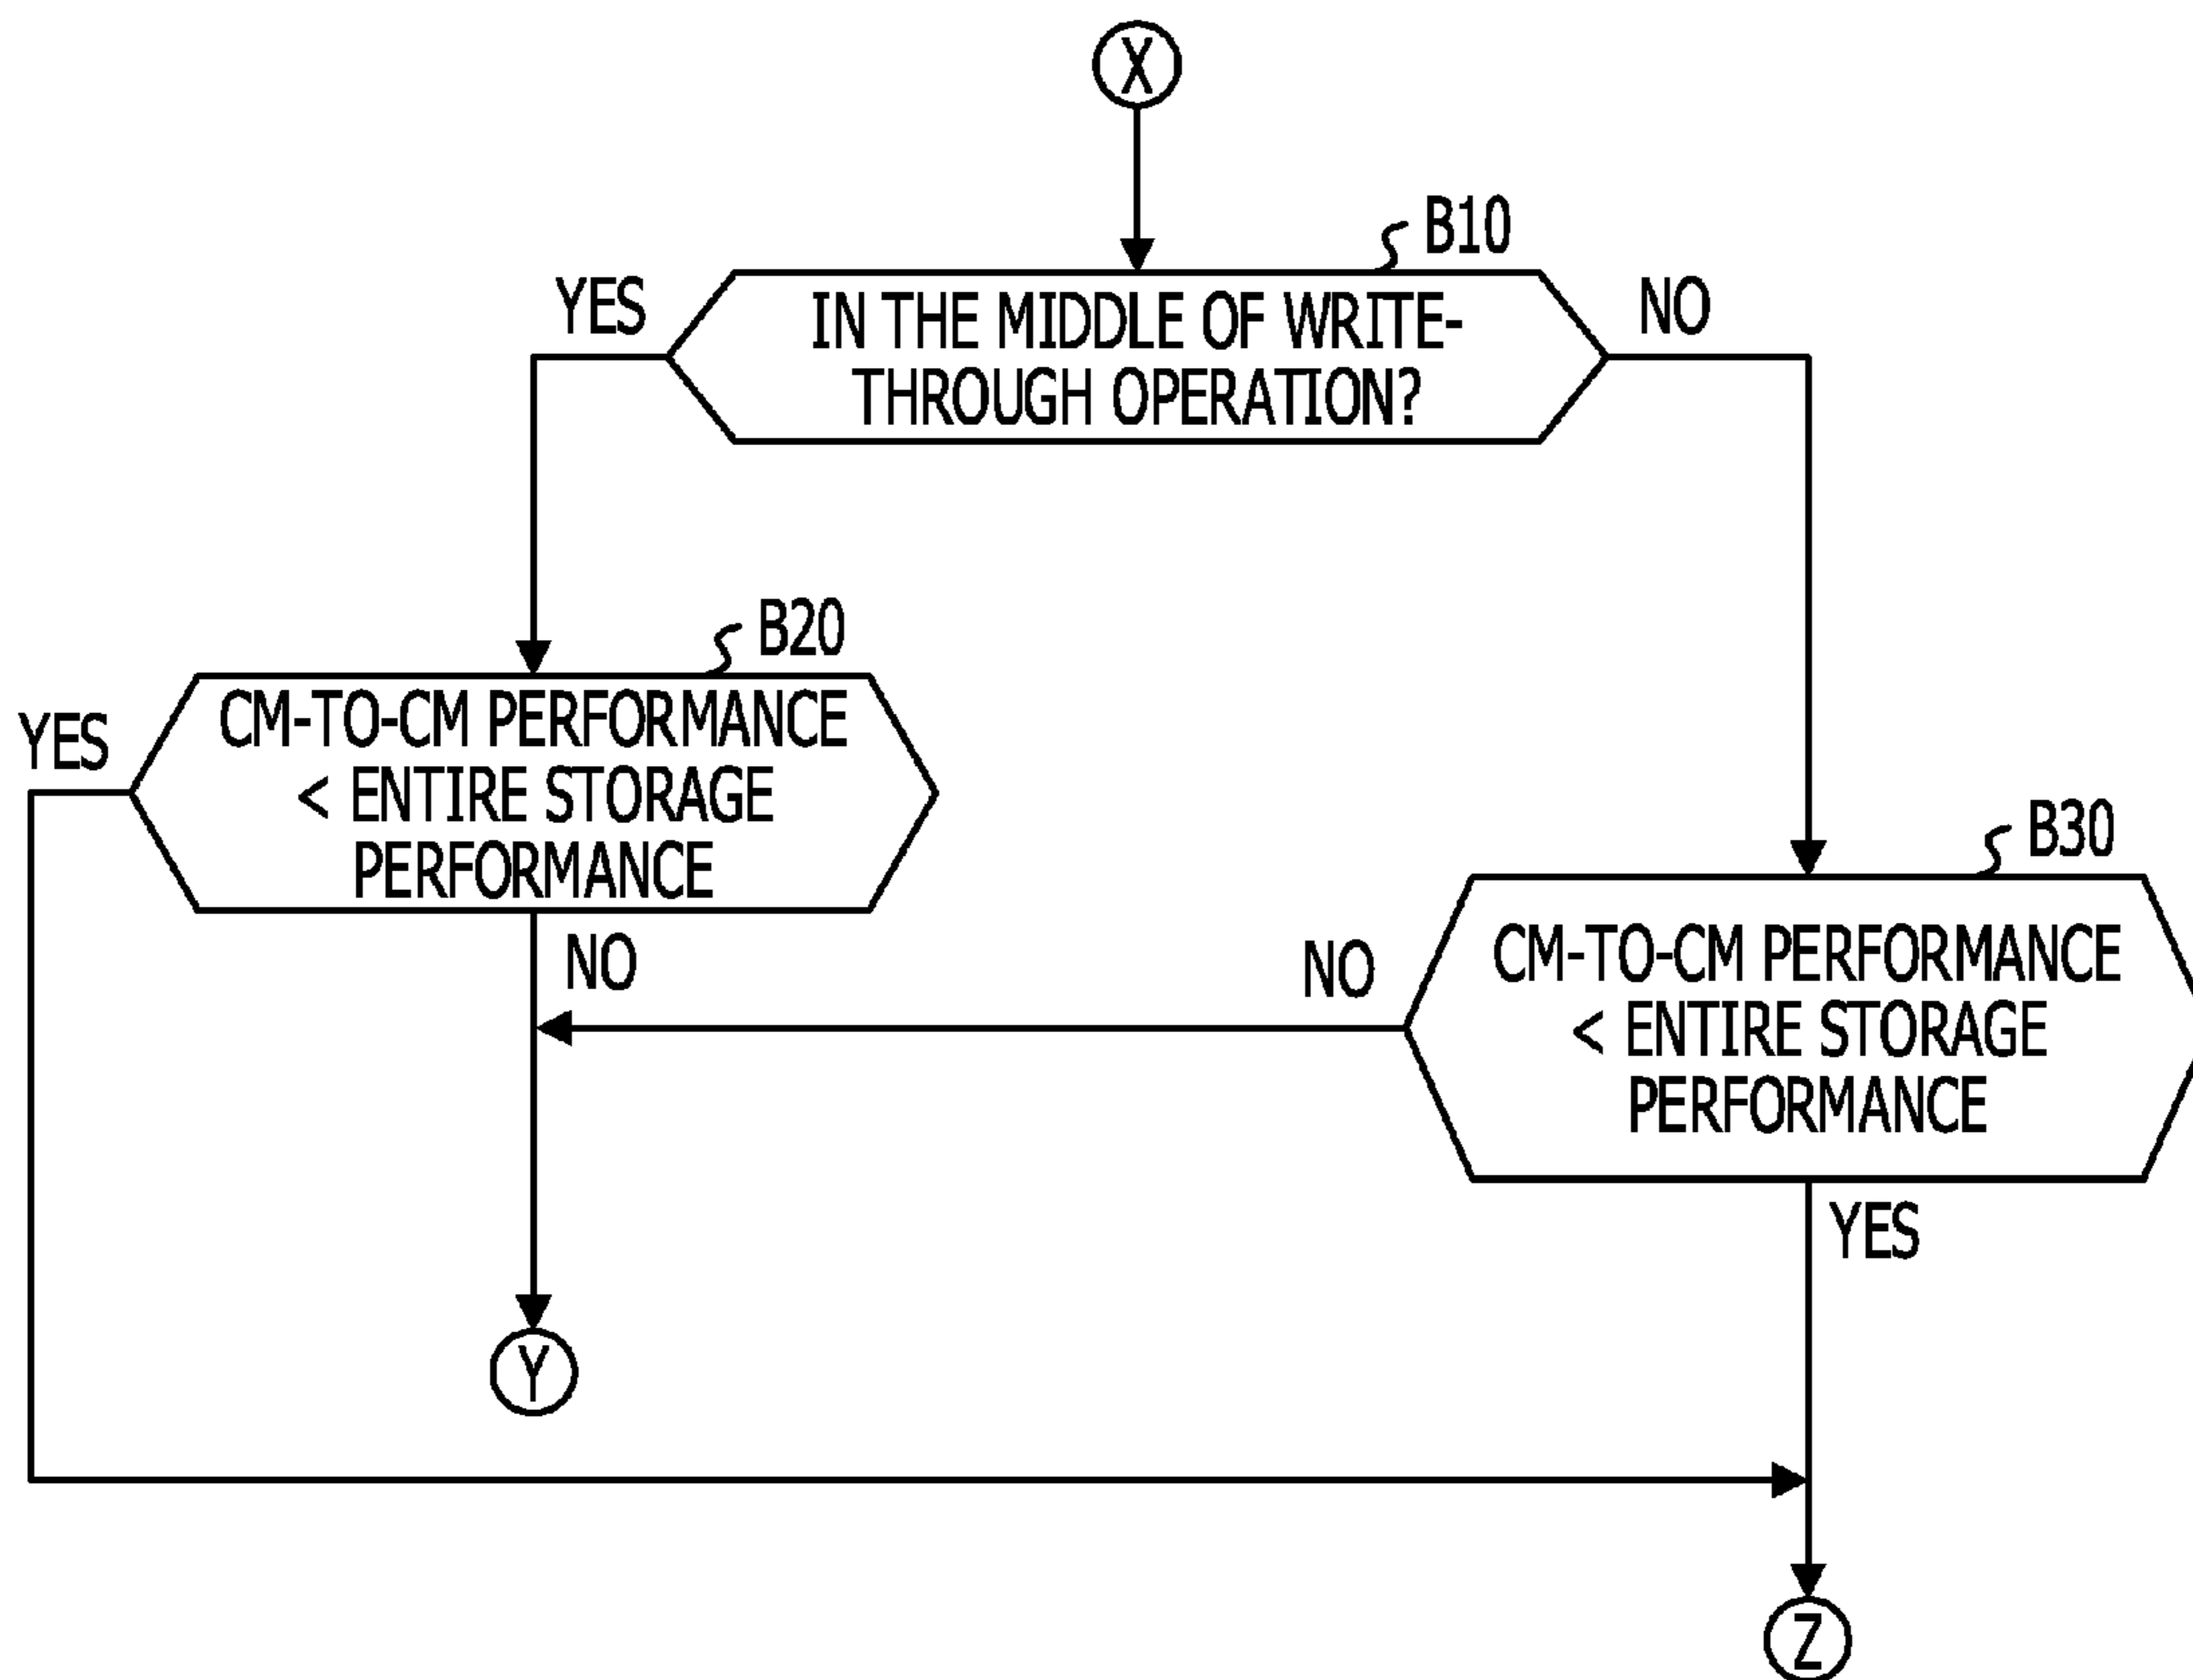 X
B10
YES
IN THE MIDDLE OF WRITE-
THROUGH OPERATION?
NO
B20
YES
CM-TO-CM PERFORMANCE
< ENTIRE STORAGE
PERFORMANCE
NO
B30
NO
CM-TO-CM PERFORMANCE
< ENTIRE STORAGE
PERFORMANCE
YES
Y
Z